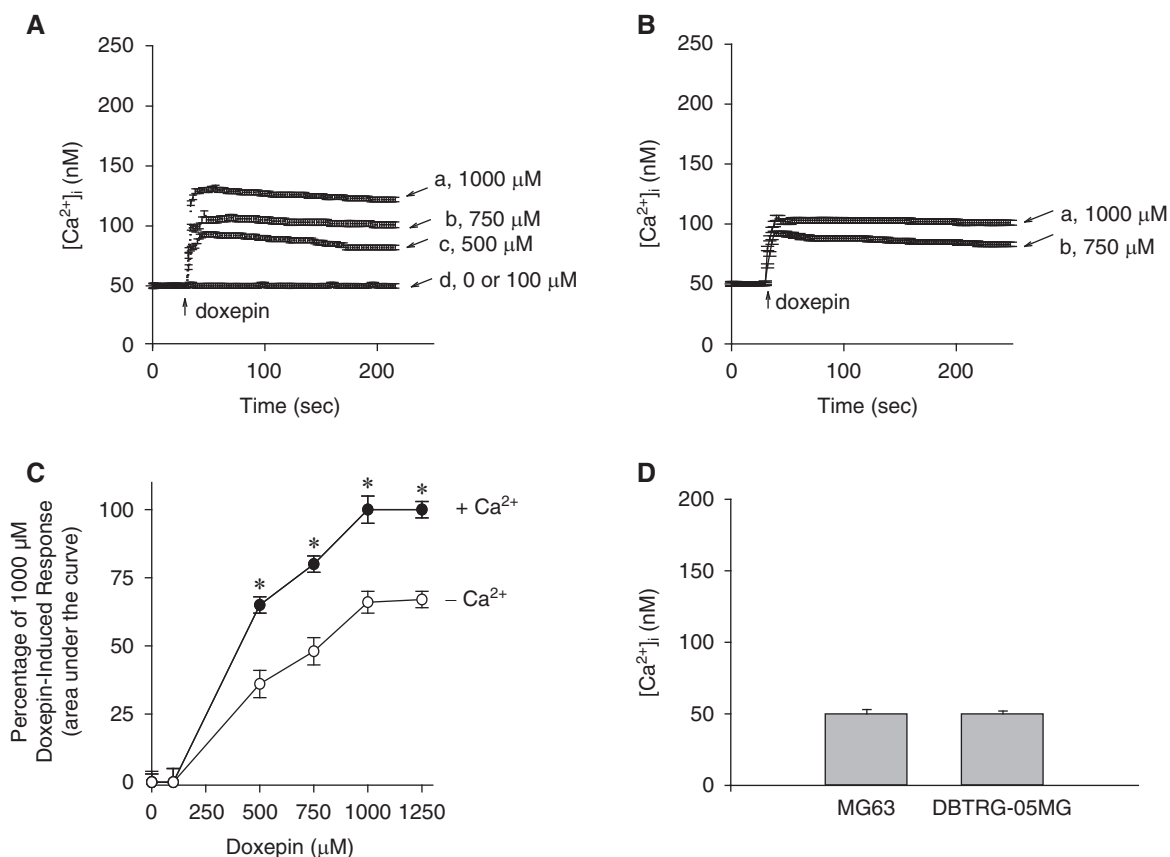 A
250
200
150
100
50
0
[Ca²⁺]ᵢ (nM)
a, 1000 μM
b, 750 μM
c, 500 μM
d, 0 or 100 μM
doxepin
0 100 200
Time (sec)
B
250
200
150
100
50
0
[Ca²⁺]ᵢ (nM)
a, 1000 μM
b, 750 μM
doxepin
0 100 200
Time (sec)
C
Percentage of 1000 μM
Doxepin-Induced Response
(area under the curve)
100
75
50
25
0
* * * *
+ Ca²⁺
– Ca²⁺
0 250 500 750 1000 1250
Doxepin (μM)
D
200
150
100
50
0
[Ca²⁺]ᵢ (nM)
MG63 DBTRG-05MG